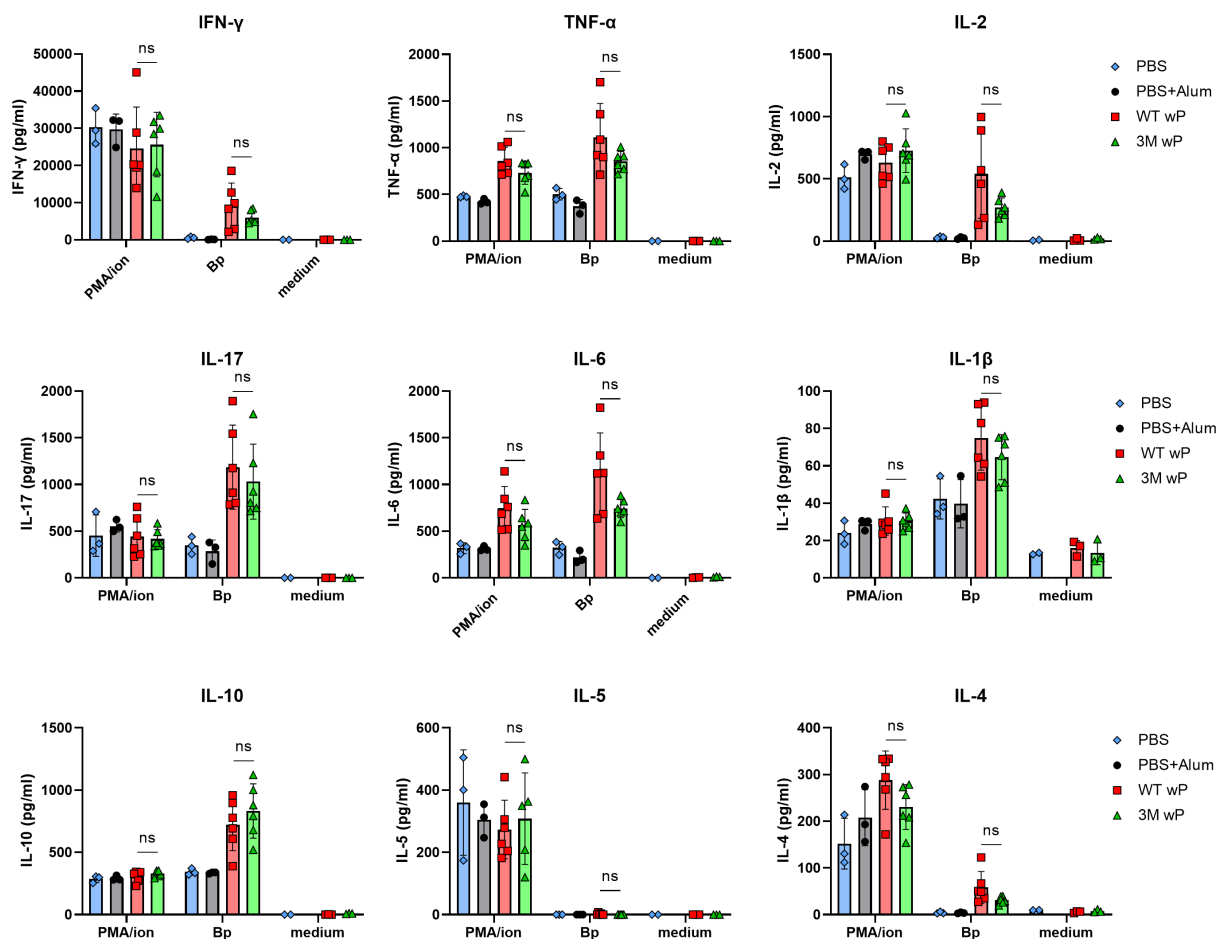 IFN-γ
IFN-γ (pg/ml)
50000
40000
30000
20000
10000
0
ns
ns
PMA/ion
Bp
medium
TNF-α
TNF-α (pg/ml)
2000
1500
1000
500
0
ns
ns
PMA/ion
Bp
medium
IL-2
IL-2 (pg/ml)
1500
1000
500
0
ns
ns
PMA/ion
Bp
medium
PBS
PBS+Alum
WT wP
3M wP
IL-17
IL-17 (pg/ml)
2000
1500
1000
500
0
ns
ns
PMA/ion
Bp
medium
IL-6
IL-6 (pg/ml)
2000
1500
1000
500
0
ns
ns
PMA/ion
Bp
medium
IL-1β
IL-1β (pg/ml)
100
80
60
40
20
0
ns
ns
PMA/ion
Bp
medium
PBS
PBS+Alum
WT wP
3M wP
IL-10
IL-10 (pg/ml)
1500
1000
500
0
ns
ns
PMA/ion
Bp
medium
IL-5
IL-5 (pg/ml)
600
400
200
0
ns
ns
PMA/ion
Bp
medium
IL-4
IL-4 (pg/ml)
400
300
200
100
0
ns
ns
PMA/ion
Bp
medium
PBS
PBS+Alum
WT wP
3M wP